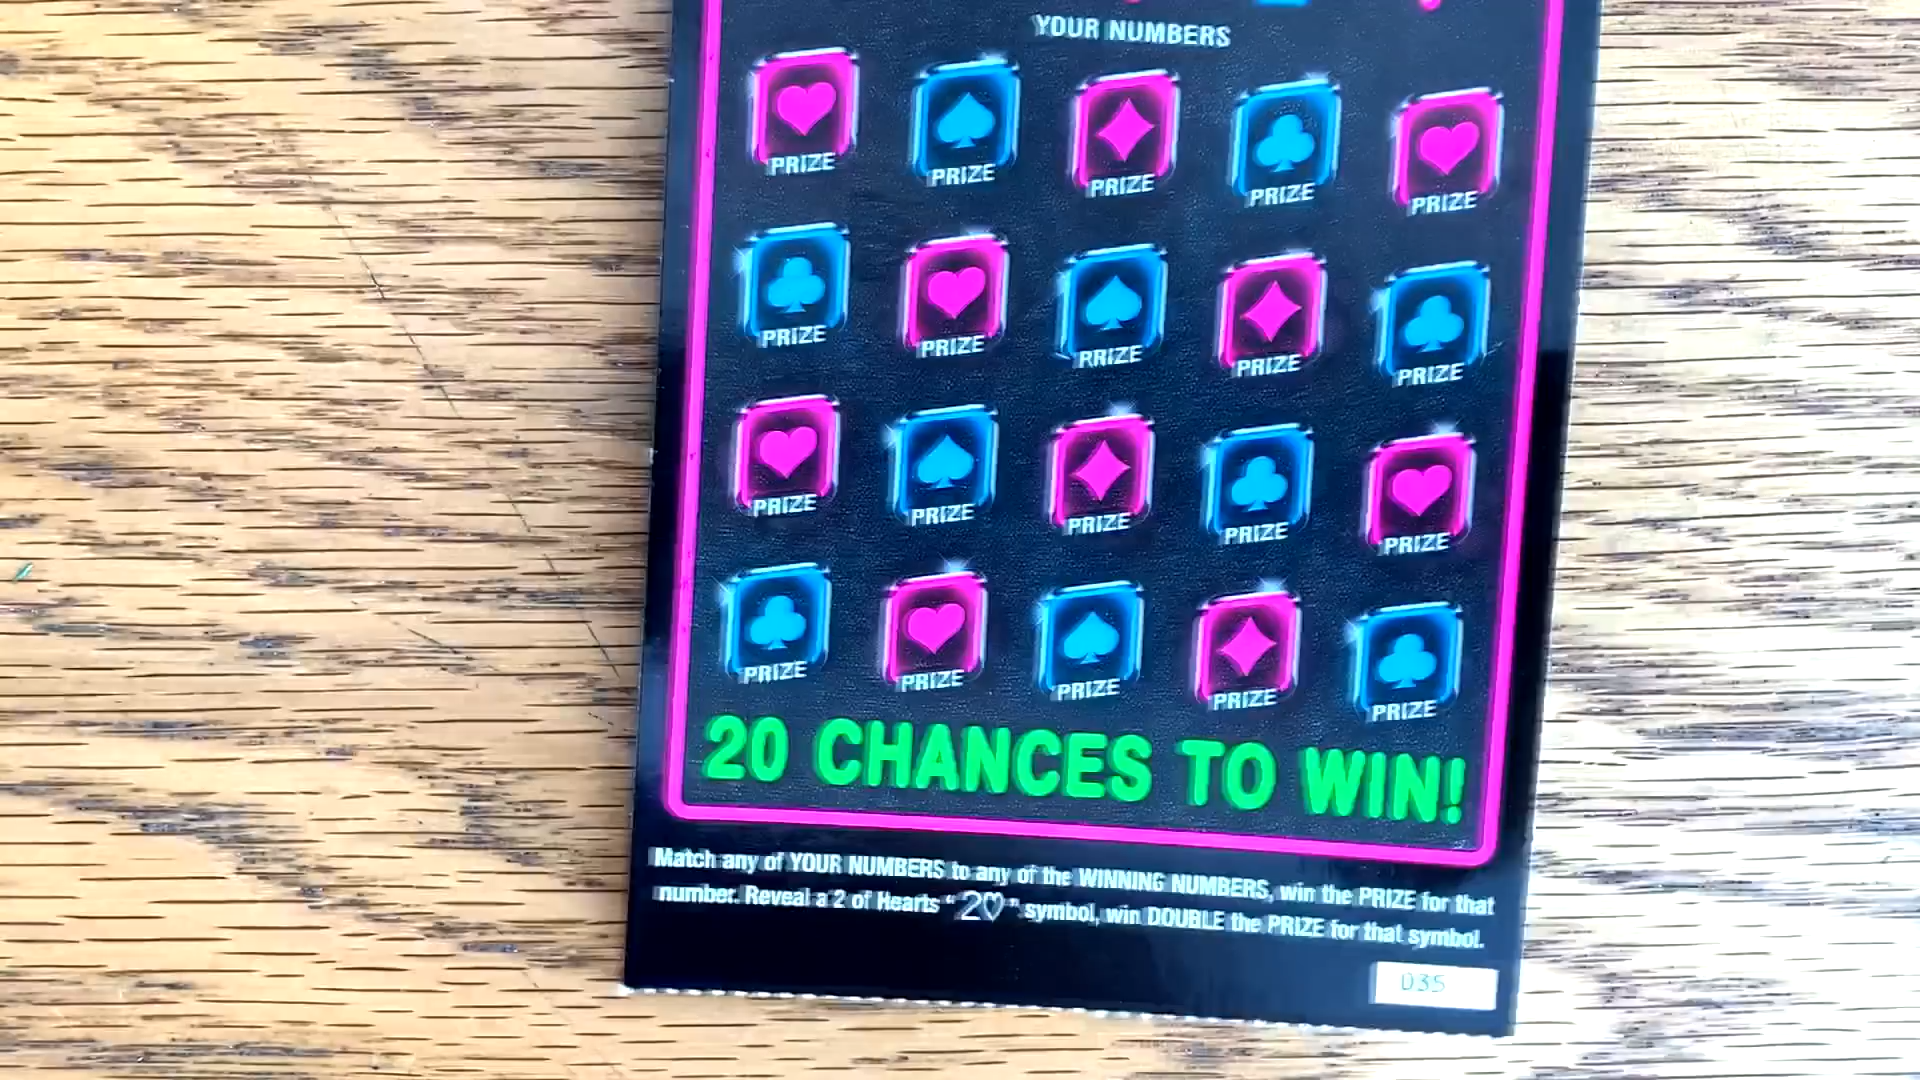 YOUR NUMBERS
PRIZE PRIZE PRIZE PRIZE PRIZE
PRIZE PRIZE RRIZE PRIZE PRIZE
PRIZE PRIZE PRIZE PRIZE PRIZE
PRIZE PRIZE PRIZE PRIZE PRIZE
20 CHANCES TO WIN!
Match any of YOUR NUMBERS to any of the WINNING NUMBERS, win the PRIZE for that
number. Reveal a 2 of Hearts "2♡" symbol, win DOUBLE the PRIZE for that symbol.
035